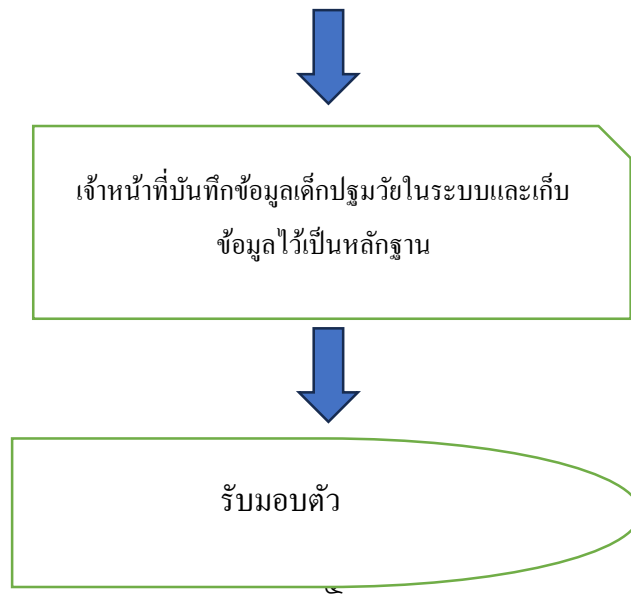 เจ้าหน้าที่บันทึกข้อมูลเด็กปฐมวัยในระบบและเก็บ
ข้อมูลไว้เป็นหลักฐาน
รับมอบตัว